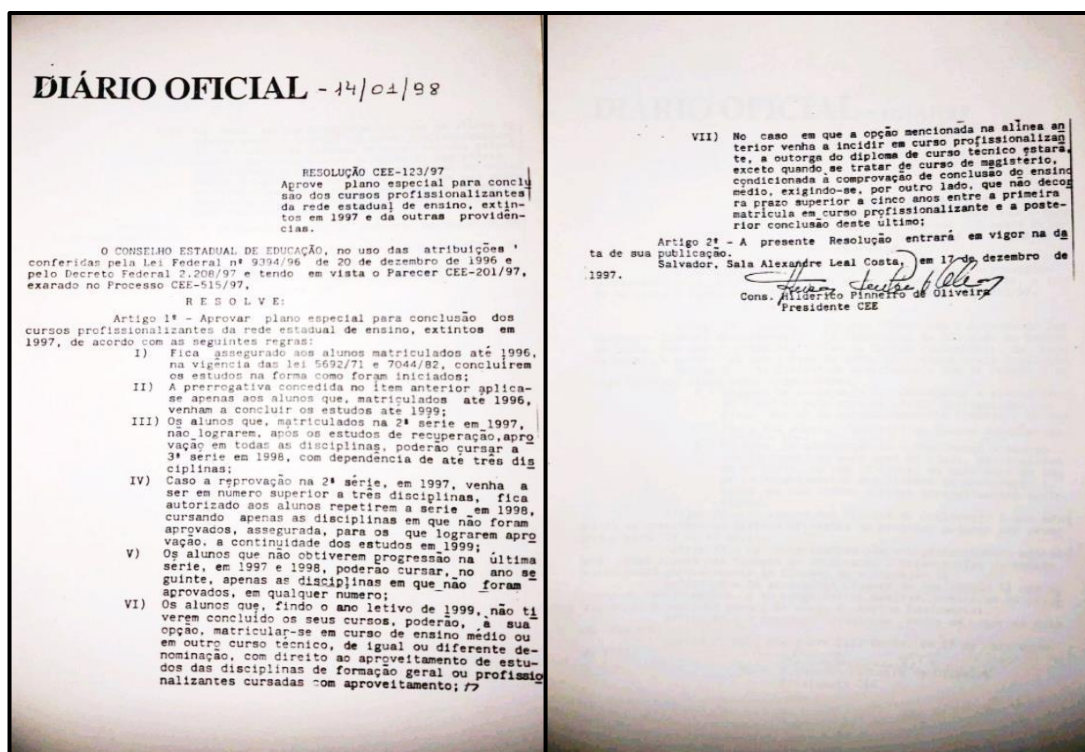 DIÁRIO OFICIAL - 14/01/98
RESOLUÇÃO CEE-123/97
Aprove plano especial para conclu
são dos cursos profissionalizantes
da rede estadual de ensino, extin-
tos em 1997 e da outras providên-
cias.
O CONSELHO ESTADUAL DE EDUCAÇÃO, no uso das atribuições '
conferidas pela Lei Federal nº 9394/96 de 20 de dezembro de 1996 e
pelo Decreto Federal 2.208/97 e tendo em vista o Parecer CEE-201/97,
exarado no Processo CEE-515/97,
R E S O L V E:
Artigo 1º - Aprovar plano especial para conclusão dos
cursos profissionalizantes da rede estadual de ensino, extintos em
1997, de acordo com as seguintes regras:
I) Fica assegurado aos alunos matriculados até 1996,
na vigência das lei 5692/71 e 7044/82, concluirem
os estudos na forma como foram iniciados;
II) A prerrogativa concedida no item anterior aplica-
se apenas aos alunos que, matriculados até 1996,
venham a concluir os estudos até 1999;
III) Os alunos que, matriculados na 2ª série em 1997,
não lograrem, após os estudos de recuperação,apro
vação em todas as disciplinas, poderão cursar a
3ª série em 1998, com dependência de até três dis
ciplinas;
IV) Caso a reprovação na 2ª série, em 1997, venha a
ser em numero superior a três disciplinas, fica
autorizado aos alunos repetirem a serie em 1998,
cursando apenas as disciplinas em que não foram
aprovados, assegurada, para os que lograrem apro
vação, a continuidade dos estudos em 1999;
V) Os alunos que não obtiverem progressão na última
série, em 1997 e 1998, poderão cursar, no ano se
guinte, apenas as disciplinas em que não foram
aprovados, em qualquer numero;
VI) Os alunos que, findo o ano letivo de 1999, não ti
verem concluído os seus cursos, poderão, à sua
opção, matricular-se em curso de ensino médio ou
em outro curso técnico, de igual ou diferente de-
nominação, com direito ao aproveitamento de estu-
dos das disciplinas de formação geral ou profissio
nalizantes cursadas com aproveitamento;
VII) No caso em que a opção mencionada na alínea an
terior venha a incidir em curso profissionalizan
te, a outorga do diploma de curso tecnico estará,
exceto quando se tratar de curso de magistério,
condicionada à comprovação de conclusão do ensino
médio, exigindo-se, por outro lado, que não decor
ra prazo superior a cinco anos entre a primeira
matricula em curso profissionalizante e a poste-
rior conclusão deste último;
Artigo 2º - A presente Resolução entrará em vigor na da
ta de sua publicação.
Salvador, Sala Alexandre Leal Costa, em 17 de dezembro de
1997.
Cons. Hilderico Pinheiro de Oliveira
Presidente CEE